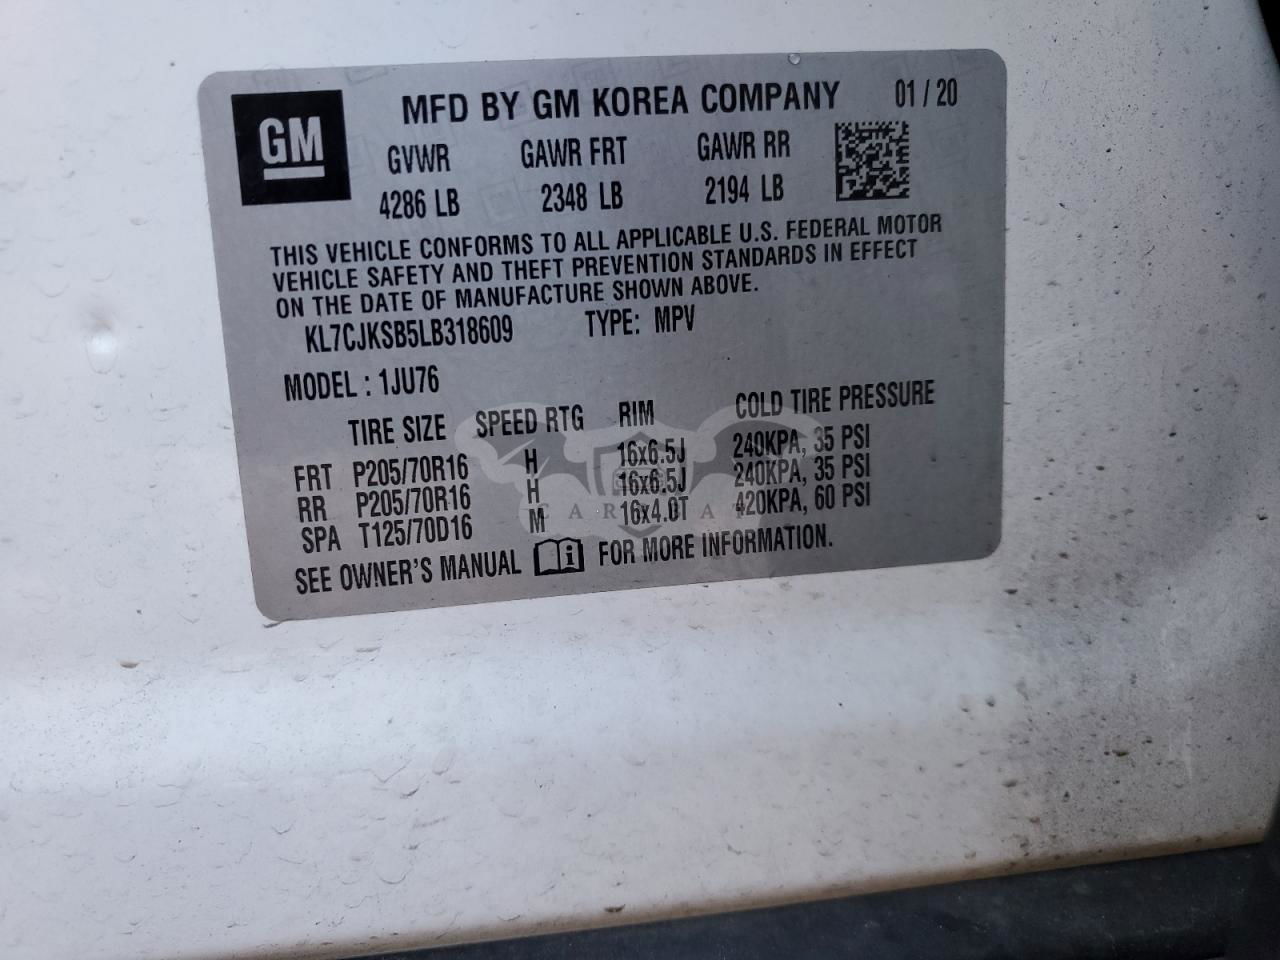 GM
MFD BY GM KOREA COMPANY 01 / 20
GVWR GAWR FRT GAWR RR
4286 LB 2348 LB 2194 LB
THIS VEHICLE CONFORMS TO ALL APPLICABLE U.S. FEDERAL MOTOR
VEHICLE SAFETY AND THEFT PREVENTION STANDARDS IN EFFECT
ON THE DATE OF MANUFACTURE SHOWN ABOVE.
KL7CJKSB5LB318609 TYPE: MPV
MODEL : 1JU76
TIRE SIZE SPEED RTG RIM COLD TIRE PRESSURE
FRT P205/70R16 H 16x6.5J 240KPA, 35 PSI
RR P205/70R16 H 16x6.5J 240KPA, 35 PSI
SPA T125/70D16 M 16x4.0T 420KPA, 60 PSI
SEE OWNER'S MANUAL i FOR MORE INFORMATION.